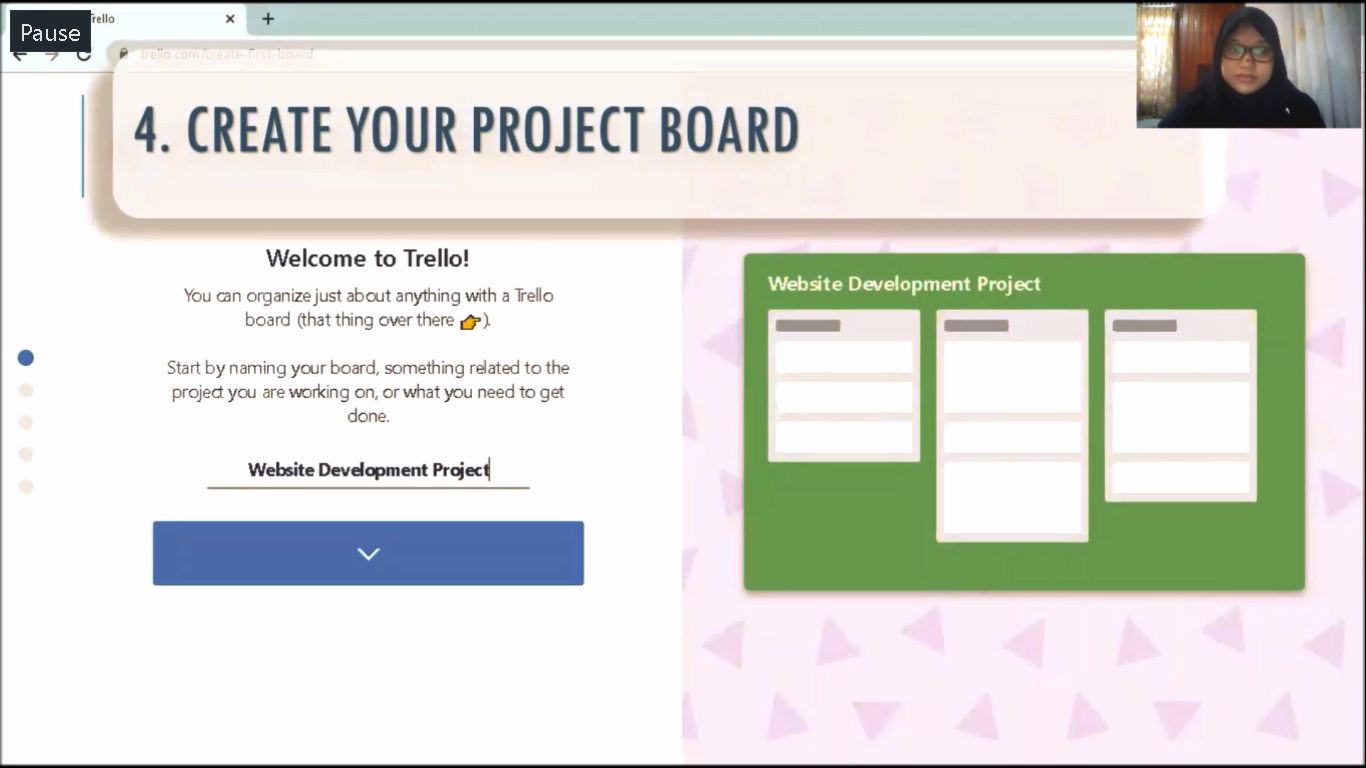 Pause
rello
trello.com/create-first-board
4. CREATE YOUR PROJECT BOARD
Welcome to Trello!
You can organize just about anything with a Trello
board (that thing over there 👉).
Start by naming your board, something related to the
project you are working on, or what you need to get
done.
Website Development Project
Website Development Project